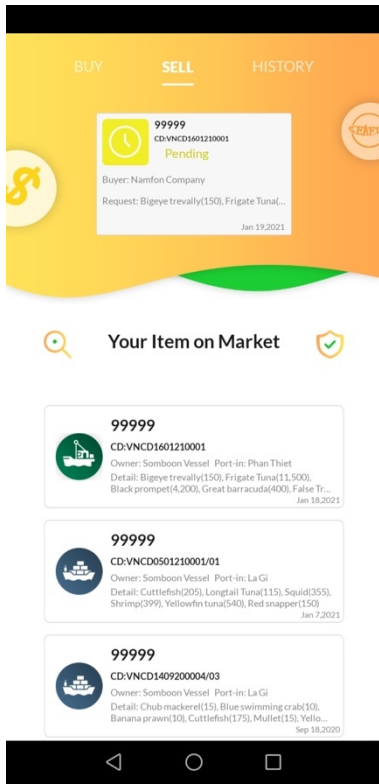 BUY SELL HISTORY
99999
CD:VNCD1601210001
Pending
Buyer: Namfon Company
Request: Bigeye trevally(150), Frigate Tuna(...
Jan 19,2021
Your Item on Market
99999
CD:VNCD1601210001
Owner: Somboon Vessel Port-in: Phan Thiet
Detail: Bigeye trevally(150), Frigate Tuna(11,500),
Black prompet(4,200), Great barracuda(400), False Tr...
Jan 18,2021
99999
CD:VNCD0501210001/01
Owner: Somboon Vessel Port-in: La Gi
Detail: Cuttlefish(205), Longtail Tuna(115), Squid(355),
Shrimp(399), Yellowfin tuna(540), Red snapper(150)
Jan 7,2021
99999
CD:VNCD1409200004/03
Owner: Somboon Vessel Port-in: La Gi
Detail: Chub mackerel(15), Blue swimming crab(10),
Banana prawn(10), Cuttlefish(175), Mullet(15), Yello...
Sep 18,2020